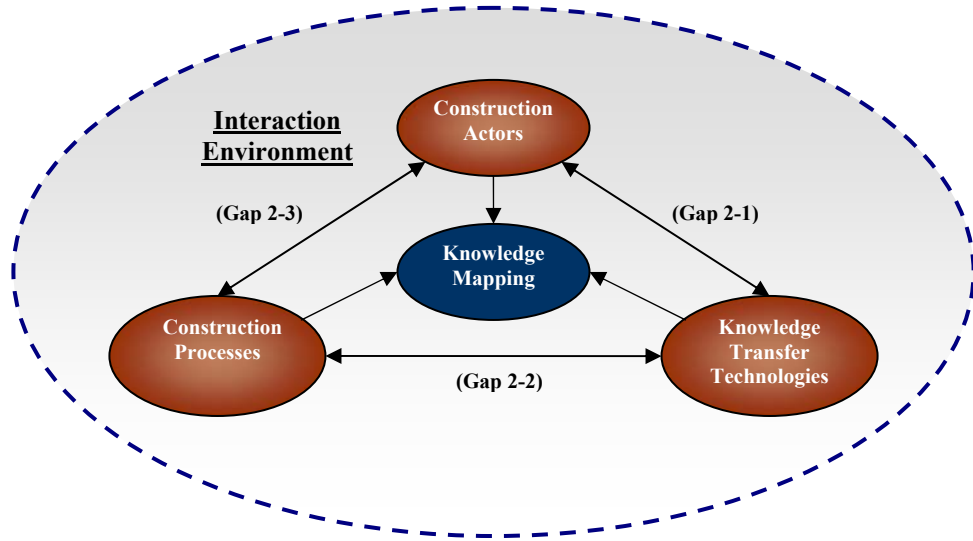 Construction
Actors
Interaction
Environment
(Gap 2-3)
(Gap 2-1)
Knowledge
Mapping
Construction
Processes
Knowledge
Transfer
Technologies
(Gap 2-2)